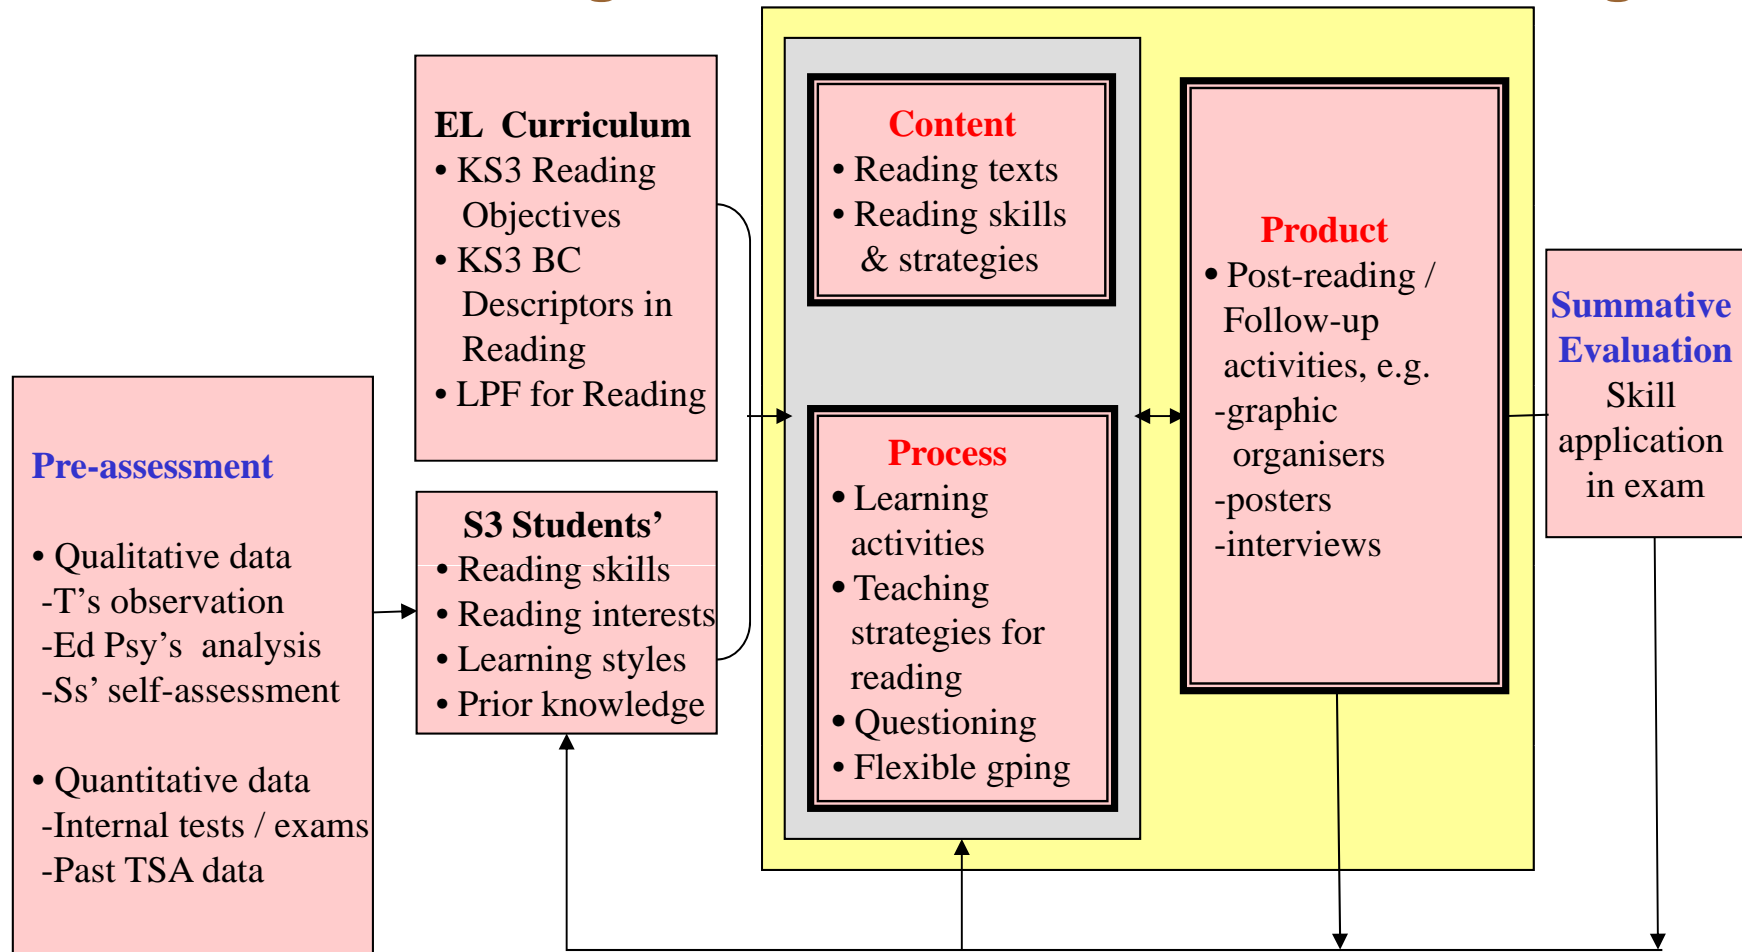 Pre-assessment
• Qualitative data
-T's observation
-Ed Psy's analysis
-Ss' self-assessment
• Quantitative data
-Internal tests / exams
-Past TSA data
EL Curriculum
• KS3 Reading
Objectives
• KS3 BC
Descriptors in
Reading
• LPF for Reading
S3 Students’
• Reading skills
• Reading interests
• Learning styles
• Prior knowledge
Content
• Reading texts
• Reading skills
& strategies
Process
• Learning
activities
• Teaching
strategies for
reading
• Questioning
• Flexible gping
Product
• Post-reading /
Follow-up
activities, e.g.
-graphic
organisers
-posters
-interviews
Summative
Evaluation
Skill
application
in exam